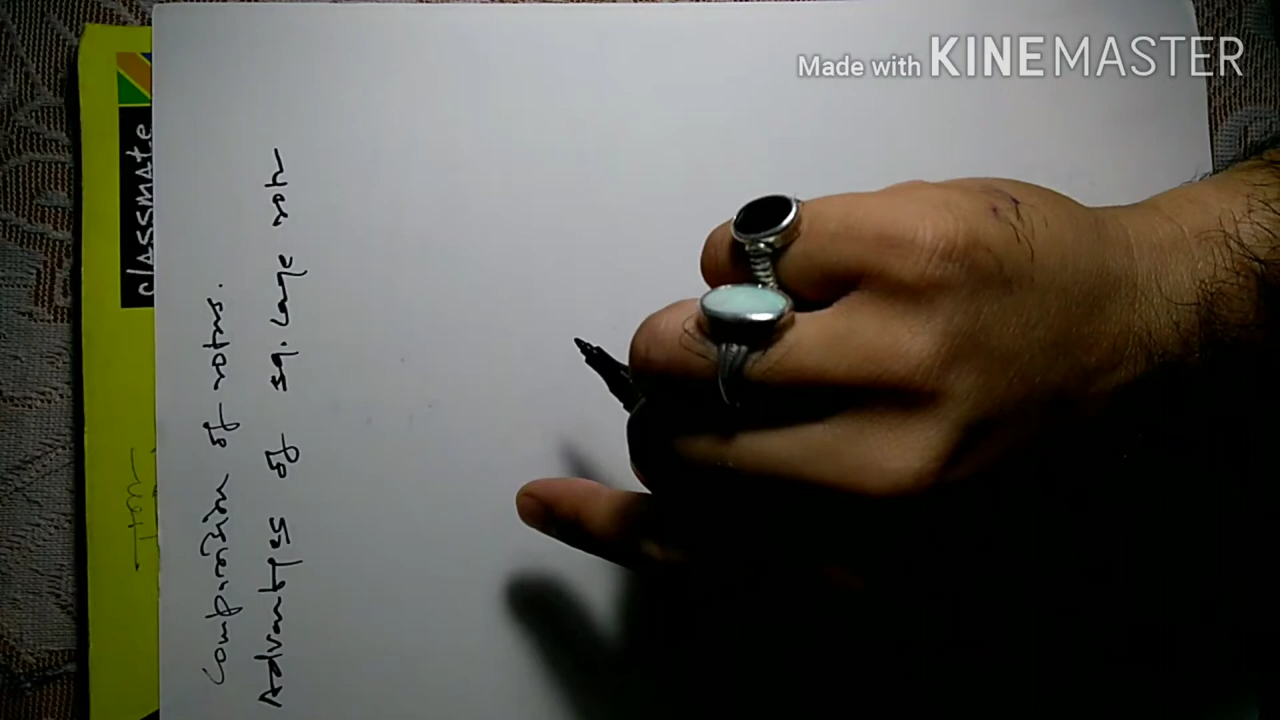 Made with KINEMASTER
classmate
Comparision of rotors.
Advantages of sq. cage rotor